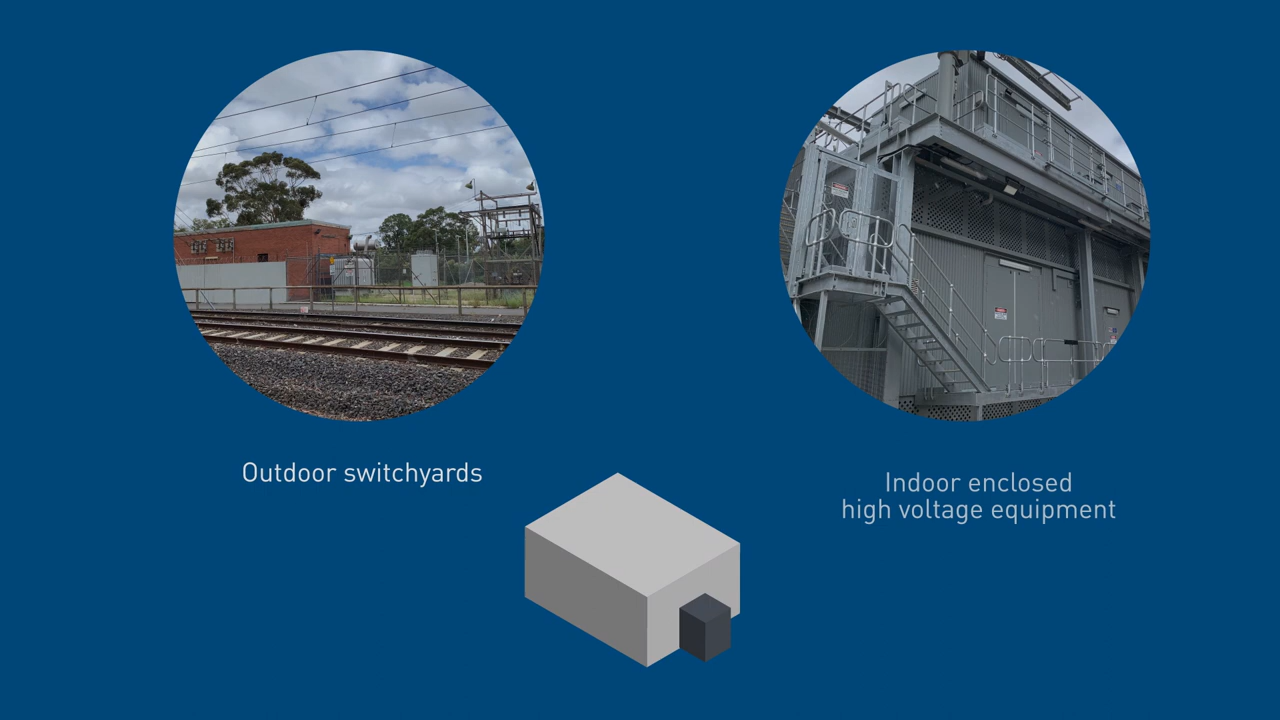 Outdoor switchyards
Indoor enclosed
high voltage equipment